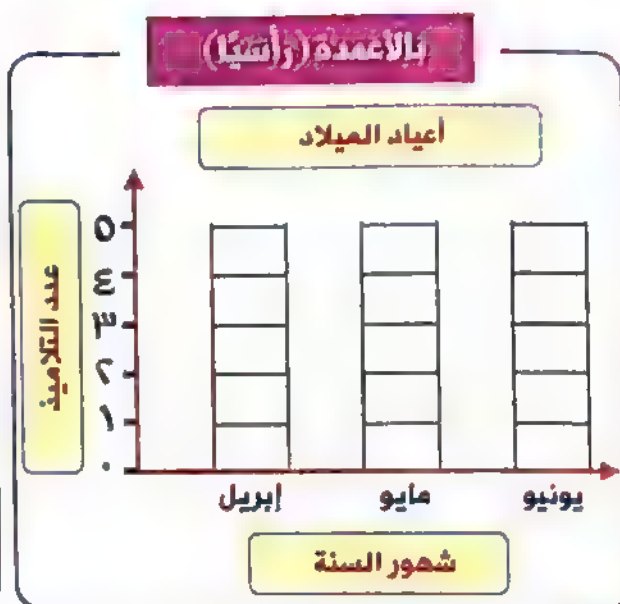 بالأعمدة (رأسيًا)
أعياد الميلاد
عدد التلاميذ
٥
٤
٣
٢
١
٠
إبريل مايو يونيو
شهور السنة